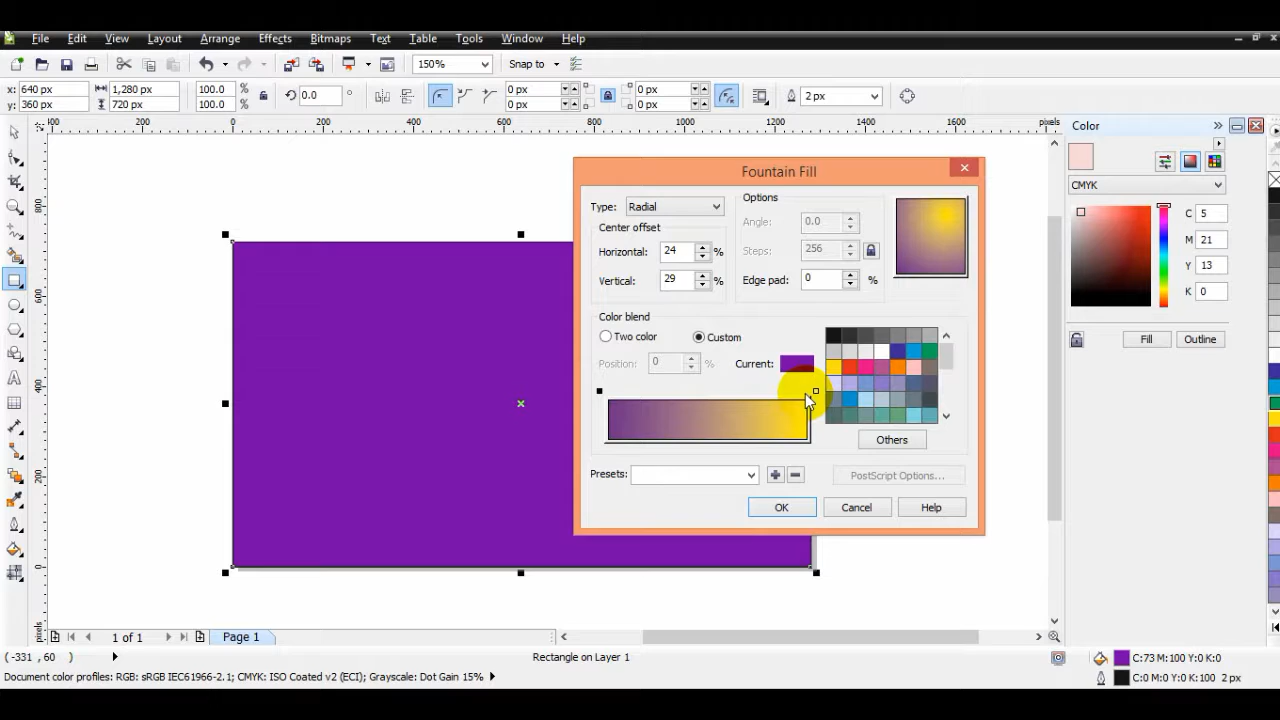 File Edit View Layout Arrange Effects Bitmaps Text Table Tools Window Help
150% Snap to
x: 640 px 1,280 px 100.0 % 0.0 ° 0 px 0 px 2 px
y: 360 px 720 px 100.0 % 0 px 0 px
200 0 200 400 600 800 1000 1200 1400 1600 pixels
800
600
400
200
0
pixels
Fountain Fill
Type: Radial
Center offset
Horizontal: 24 %
Vertical: 29 %
Options
Angle: 0.0
Steps: 256
Edge pad: 0 %
Color blend
Two color Custom
Position: 0 % Current:
Others
Presets:
PostScript Options...
OK Cancel Help
Color
CMYK
C 5
M 21
Y 13
K 0
Fill Outline
1 of 1 Page 1
(-331 , 60 ) Rectangle on Layer 1 C:73 M:100 Y:0 K:0
Document color profiles: RGB: sRGB IEC61966-2.1; CMYK: ISO Coated v2 (ECI); Grayscale: Dot Gain 15% C:0 M:0 Y:0 K:100 2 px